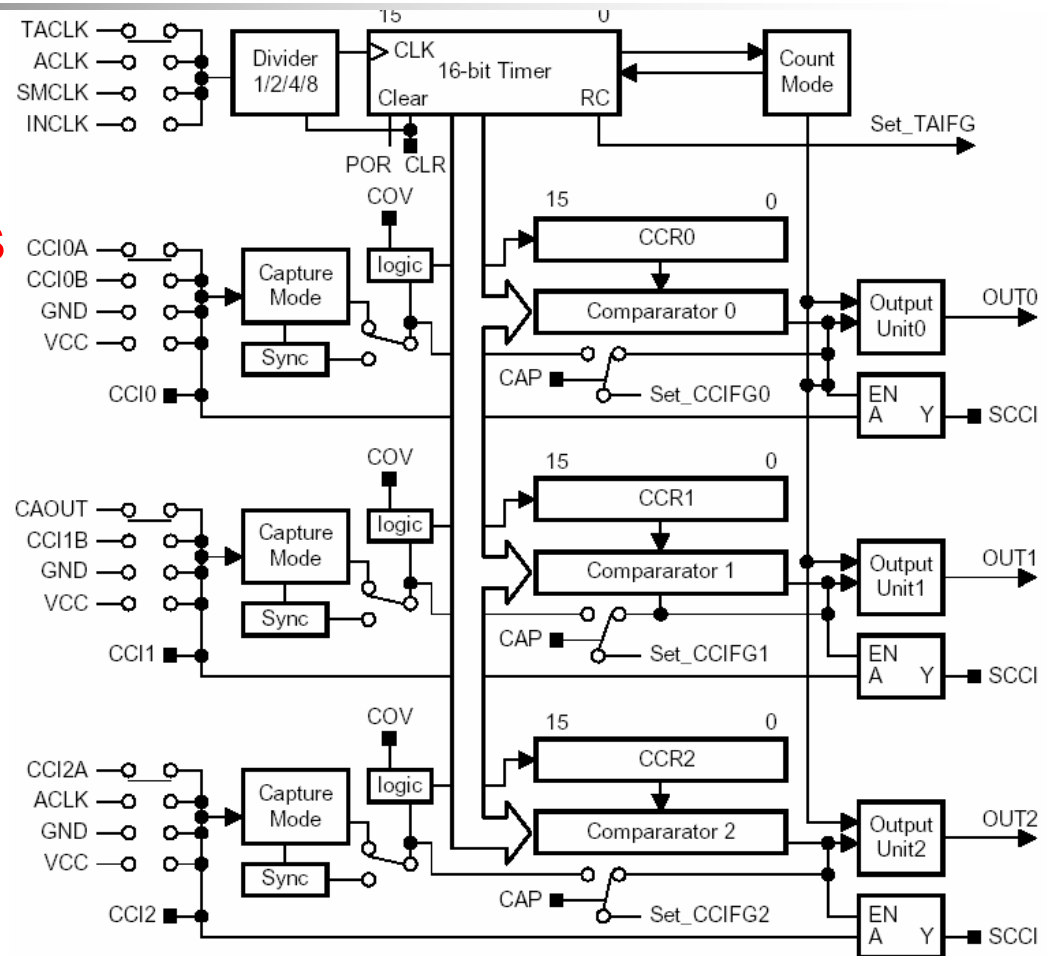 15 0
TACLK
ACLK
SMCLK
INCLK
Divider
1/2/4/8
CLK
16-bit Timer
Clear RC
Count
Mode
Set_TAIFG
POR CLR
s
COV
15 0
CCI0A
CCI0B
GND
VCC
CCI0
Capture
Mode
Sync
logic
CCR0
Compararator 0
CAP
Set_CCIFG0
Output
Unit0
OUT0
EN
A Y
SCCI
COV
15 0
CAOUT
CCI1B
GND
VCC
CCI1
Capture
Mode
Sync
logic
CCR1
Compararator 1
CAP
Set_CCIFG1
Output
Unit1
OUT1
EN
A Y
SCCI
COV
15 0
CCI2A
ACLK
GND
VCC
CCI2
Capture
Mode
Sync
logic
CCR2
Compararator 2
CAP
Set_CCIFG2
Output
Unit2
OUT2
EN
A Y
SCCI